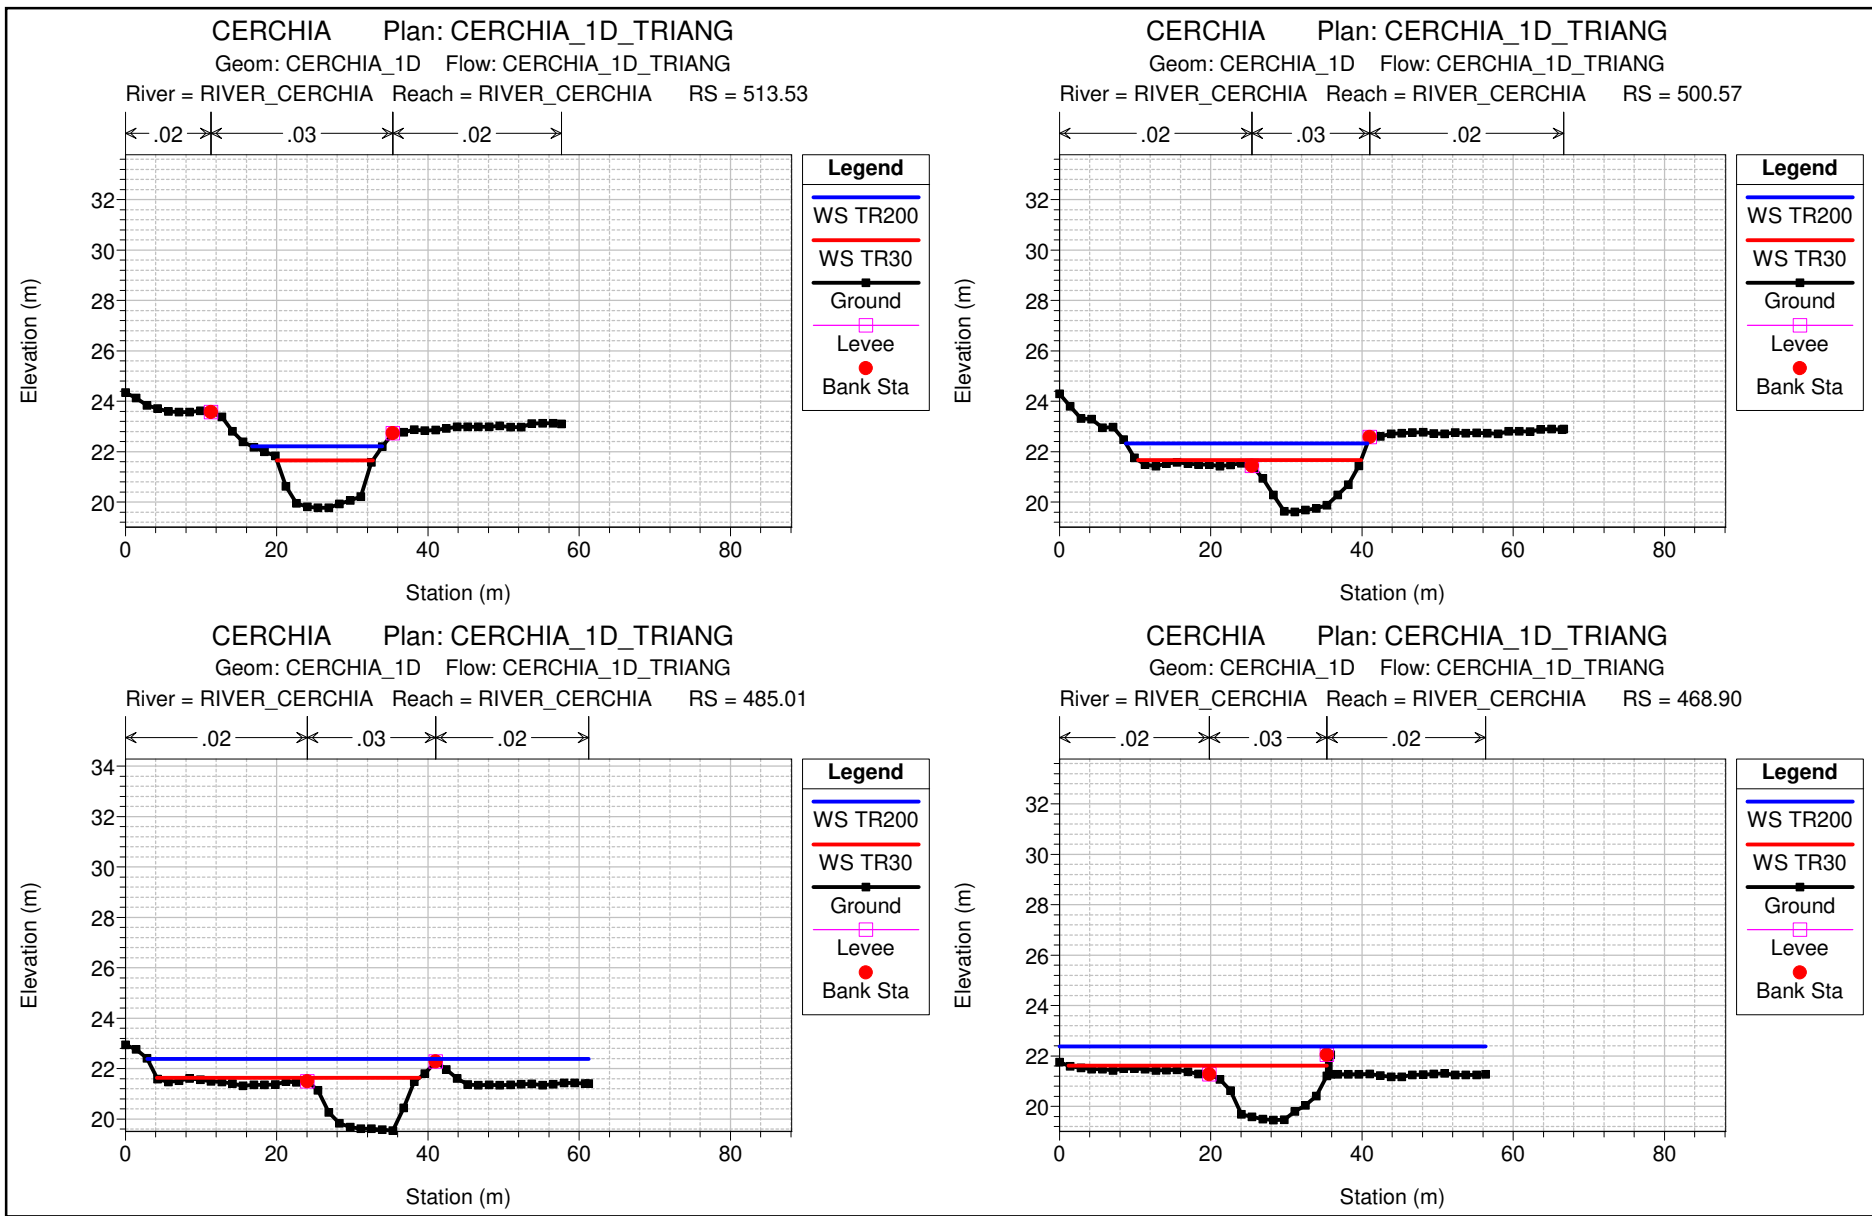 CERCHIA Plan: CERCHIA_1D_TRIANG
Geom: CERCHIA_1D Flow: CERCHIA_1D_TRIANG
River = RIVER_CERCHIA Reach = RIVER_CERCHIA RS = 513.53
.02 .03 .02
Legend
WS TR200
WS TR30
Ground
Levee
Bank Sta
32
30
28
26
24
22
20
0 20 40 60 80
Elevation (m)
Station (m)
CERCHIA Plan: CERCHIA_1D_TRIANG
Geom: CERCHIA_1D Flow: CERCHIA_1D_TRIANG
River = RIVER_CERCHIA Reach = RIVER_CERCHIA RS = 500.57
.02 .03 .02
Legend
WS TR200
WS TR30
Ground
Levee
Bank Sta
32
30
28
26
24
22
20
0 20 40 60 80
Elevation (m)
Station (m)
CERCHIA Plan: CERCHIA_1D_TRIANG
Geom: CERCHIA_1D Flow: CERCHIA_1D_TRIANG
River = RIVER_CERCHIA Reach = RIVER_CERCHIA RS = 485.01
.02 .03 .02
Legend
WS TR200
WS TR30
Ground
Levee
Bank Sta
34
32
30
28
26
24
22
20
0 20 40 60 80
Elevation (m)
Station (m)
CERCHIA Plan: CERCHIA_1D_TRIANG
Geom: CERCHIA_1D Flow: CERCHIA_1D_TRIANG
River = RIVER_CERCHIA Reach = RIVER_CERCHIA RS = 468.90
.02 .03 .02
Legend
WS TR200
WS TR30
Ground
Levee
Bank Sta
32
30
28
26
24
22
20
0 20 40 60 80
Elevation (m)
Station (m)